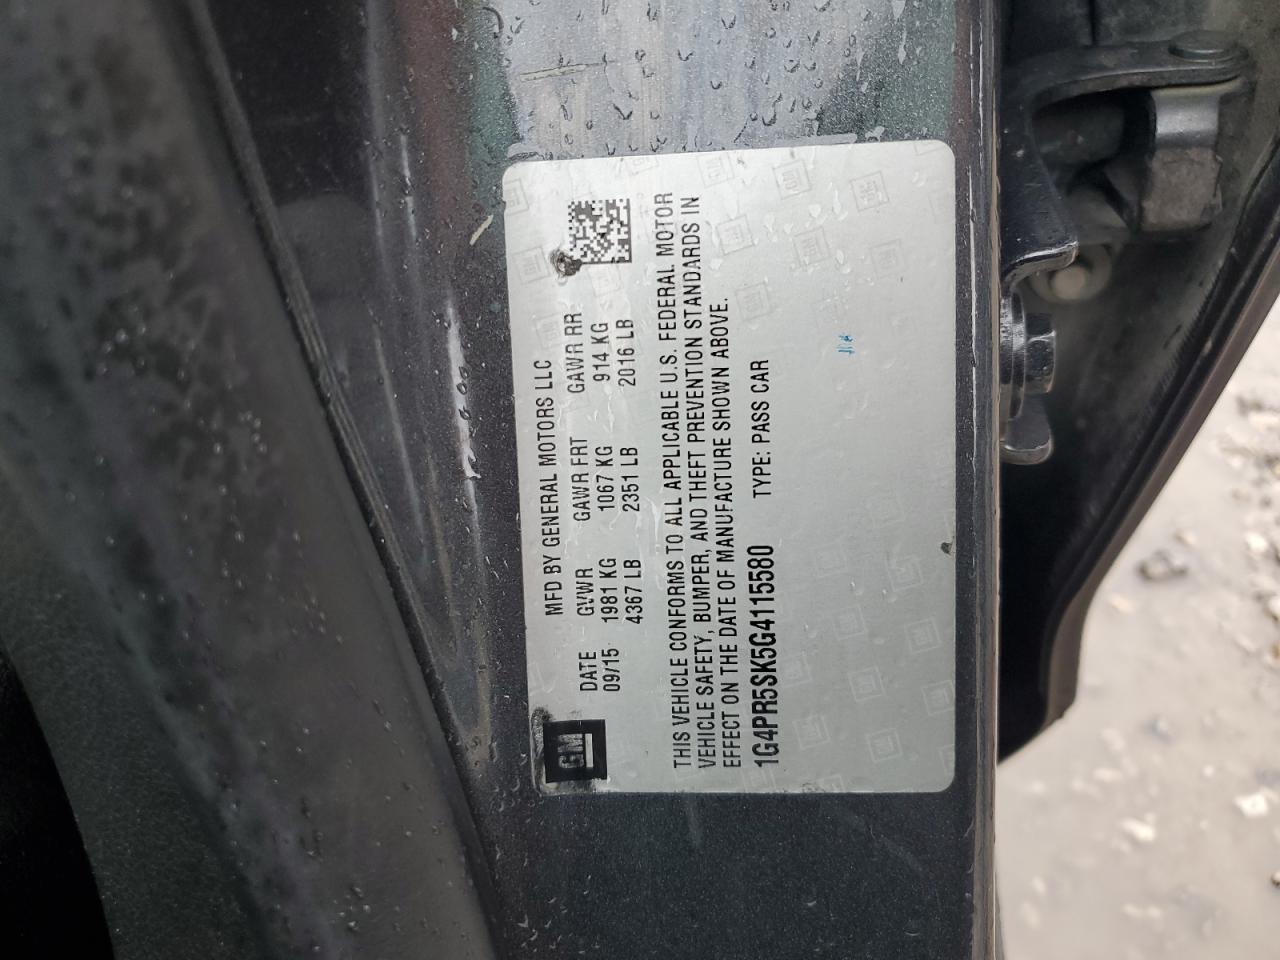 MFD BY GENERAL MOTORS LLC
DATE GVWR GAWR FRT GAWR RR
09/15 1981 KG 1067 KG 914 KG
4367 LB 2351 LB 2016 LB
GM
THIS VEHICLE CONFORMS TO ALL APPLICABLE U.S. FEDERAL MOTOR
VEHICLE SAFETY, BUMPER, AND THEFT PREVENTION STANDARDS IN
EFFECT ON THE DATE OF MANUFACTURE SHOWN ABOVE.
1G4PR5SK5G4115580 TYPE: PASS CAR